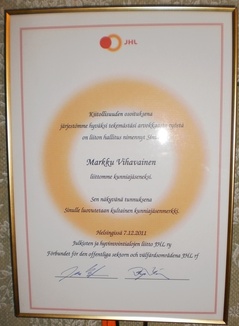 JHL
Kiitollisuuden osoituksena
järjestömme hyväksi tekemästäsi arvokkaasta työstä
on liiton hallitus nimennyt Sinut
Markku Vihavainen
liittomme kunniajäseneksi.
Sen näkyvänä tunnuksena
Sinulle luovutetaan kultainen kunniajäsenmerkki.
Helsingissä 7.12.2011
Julkisten ja hyvinvointialojen liitto JHL ry
Förbundet för den offentliga sektorn och välfärdsområdena JHL rf